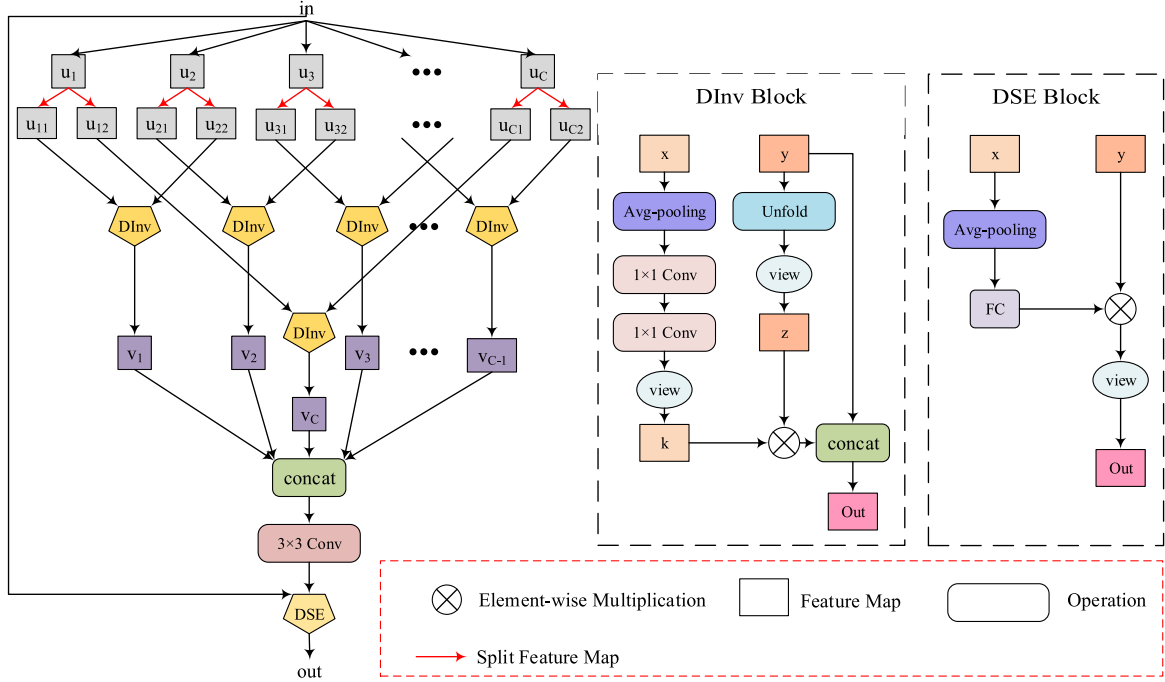 in
u1 u2 u3 ••• uC
u11 u12 u21 u22 u31 u32 ••• uC1 uC2
DInv DInv DInv ••• DInv
DInv
v1 v2 v3 ••• vC-1
vC
concat
3×3 Conv
DSE
out
DInv Block
x y
Avg-pooling Unfold
1×1 Conv view
1×1 Conv z
view
k concat
Out
DSE Block
x y
Avg-pooling
FC
view
Out
Element-wise Multiplication Feature Map Operation
Split Feature Map